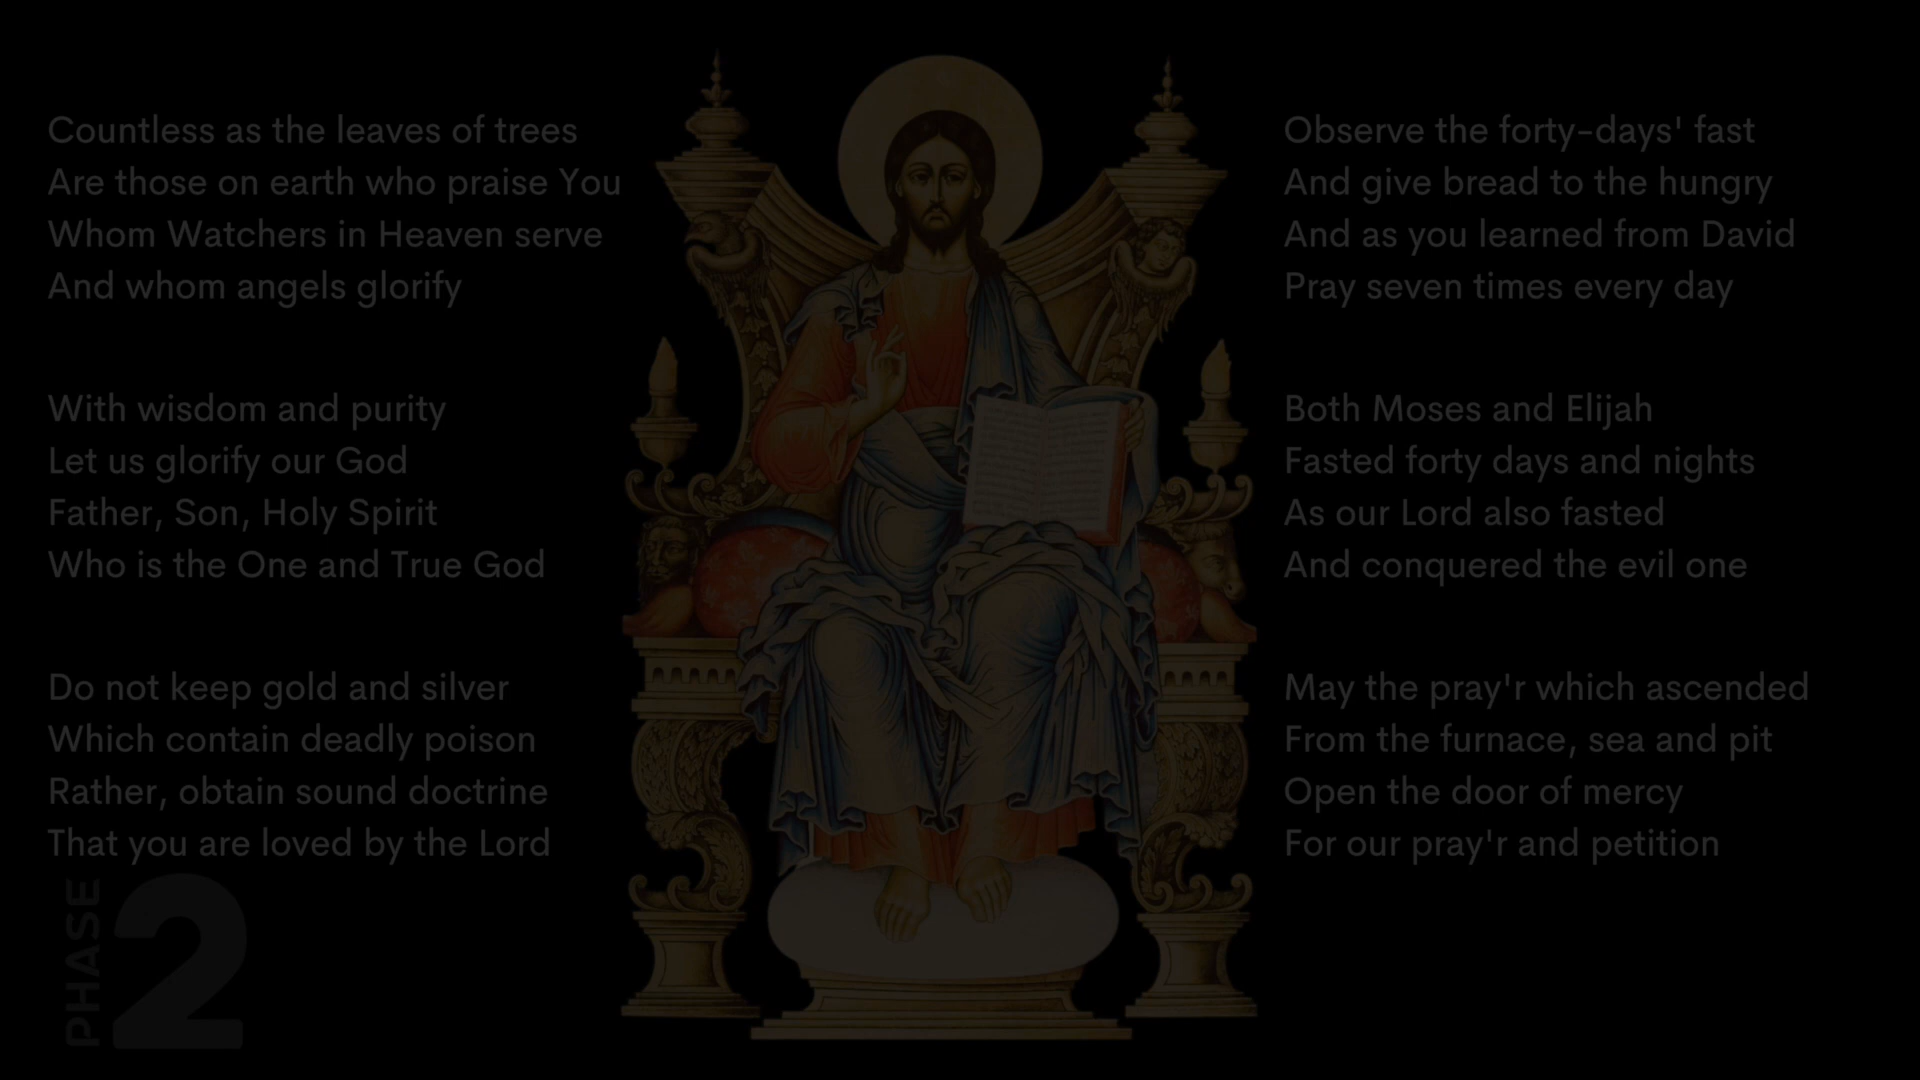 Countless as the leaves of trees
Are those on earth who praise You
Whom Watchers in Heaven serve
And whom angels glorify
With wisdom and purity
Let us glorify our God
Father, Son, Holy Spirit
Who is the One and True God
Do not keep gold and silver
Which contain deadly poison
Rather, obtain sound doctrine
That you are loved by the Lord
PHASE
2
Observe the forty-days' fast
And give bread to the hungry
And as you learned from David
Pray seven times every day
Both Moses and Elijah
Fasted forty days and nights
As our Lord also fasted
And conquered the evil one
May the pray'r which ascended
From the furnace, sea and pit
Open the door of mercy
For our pray'r and petition